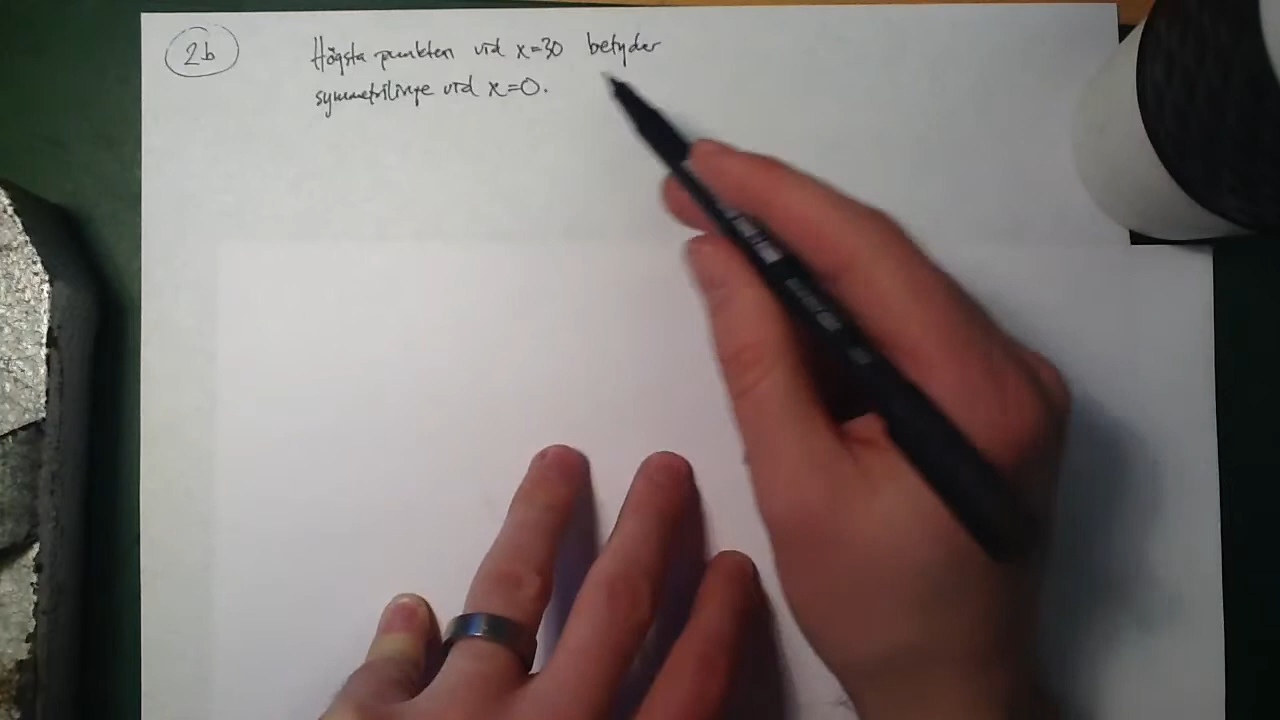 2b
Högsta punkten vid x=30 betyder
symmetrilinje vid x=0.